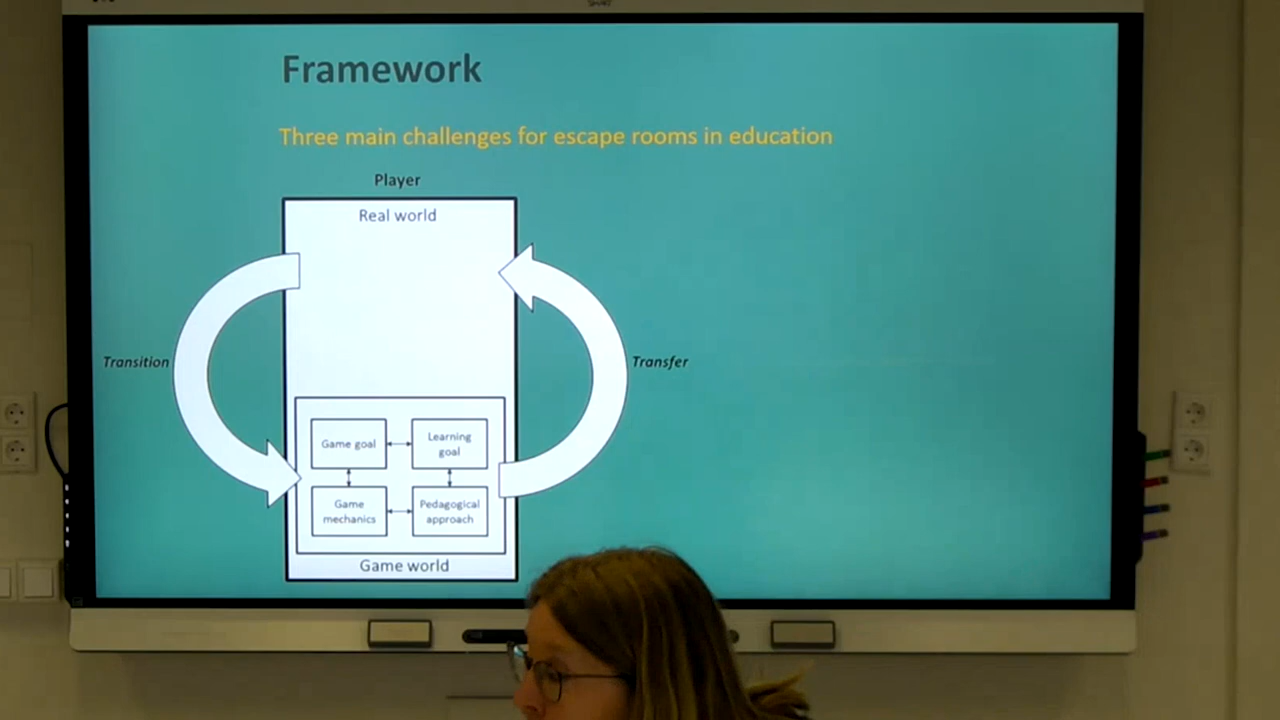 Framework
Three main challenges for escape rooms in education
Player
Real world
Transition
Transfer
Game goal
Learning
goal
Game
mechanics
Pedagogical
approach
Game world